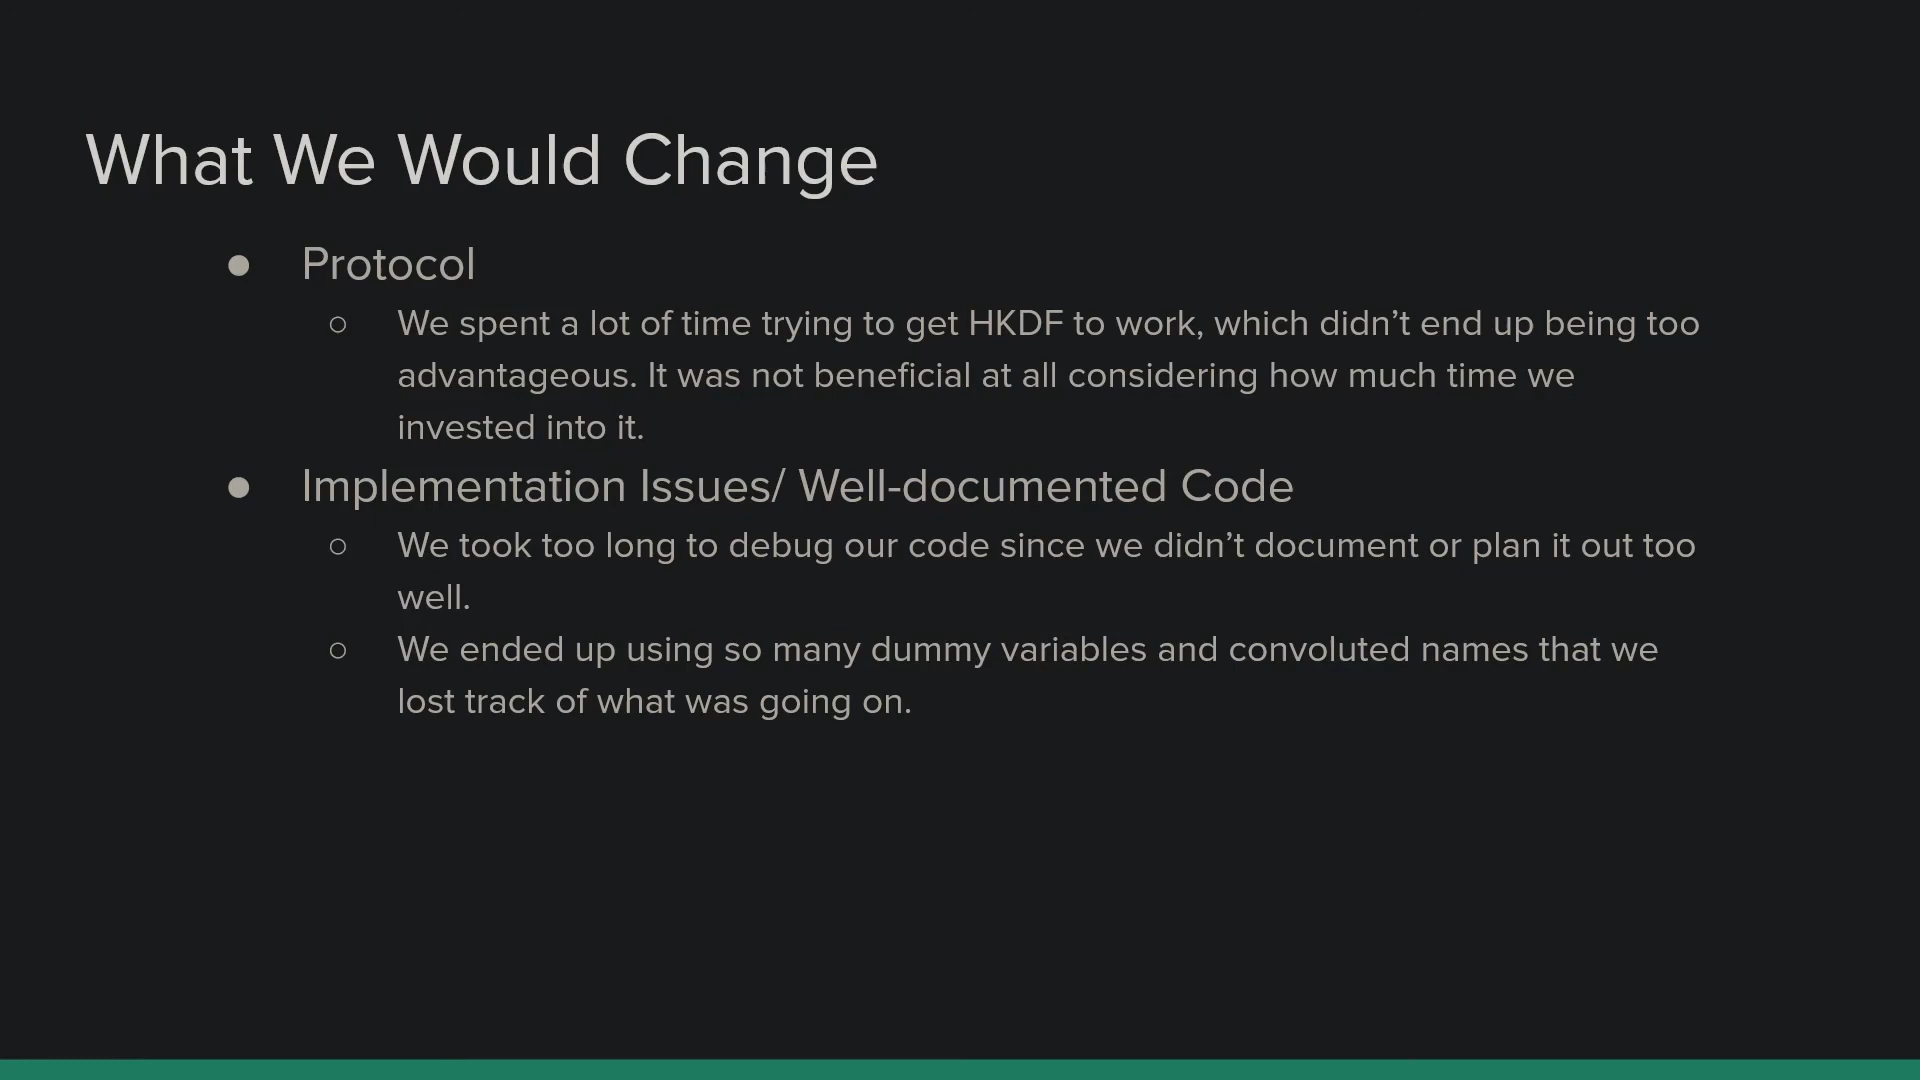 What We Would Change
● Protocol
○ We spent a lot of time trying to get HKDF to work, which didn’t end up being too
advantageous. It was not beneficial at all considering how much time we
invested into it.
● Implementation Issues/ Well-documented Code
○ We took too long to debug our code since we didn’t document or plan it out too
well.
○ We ended up using so many dummy variables and convoluted names that we
lost track of what was going on.